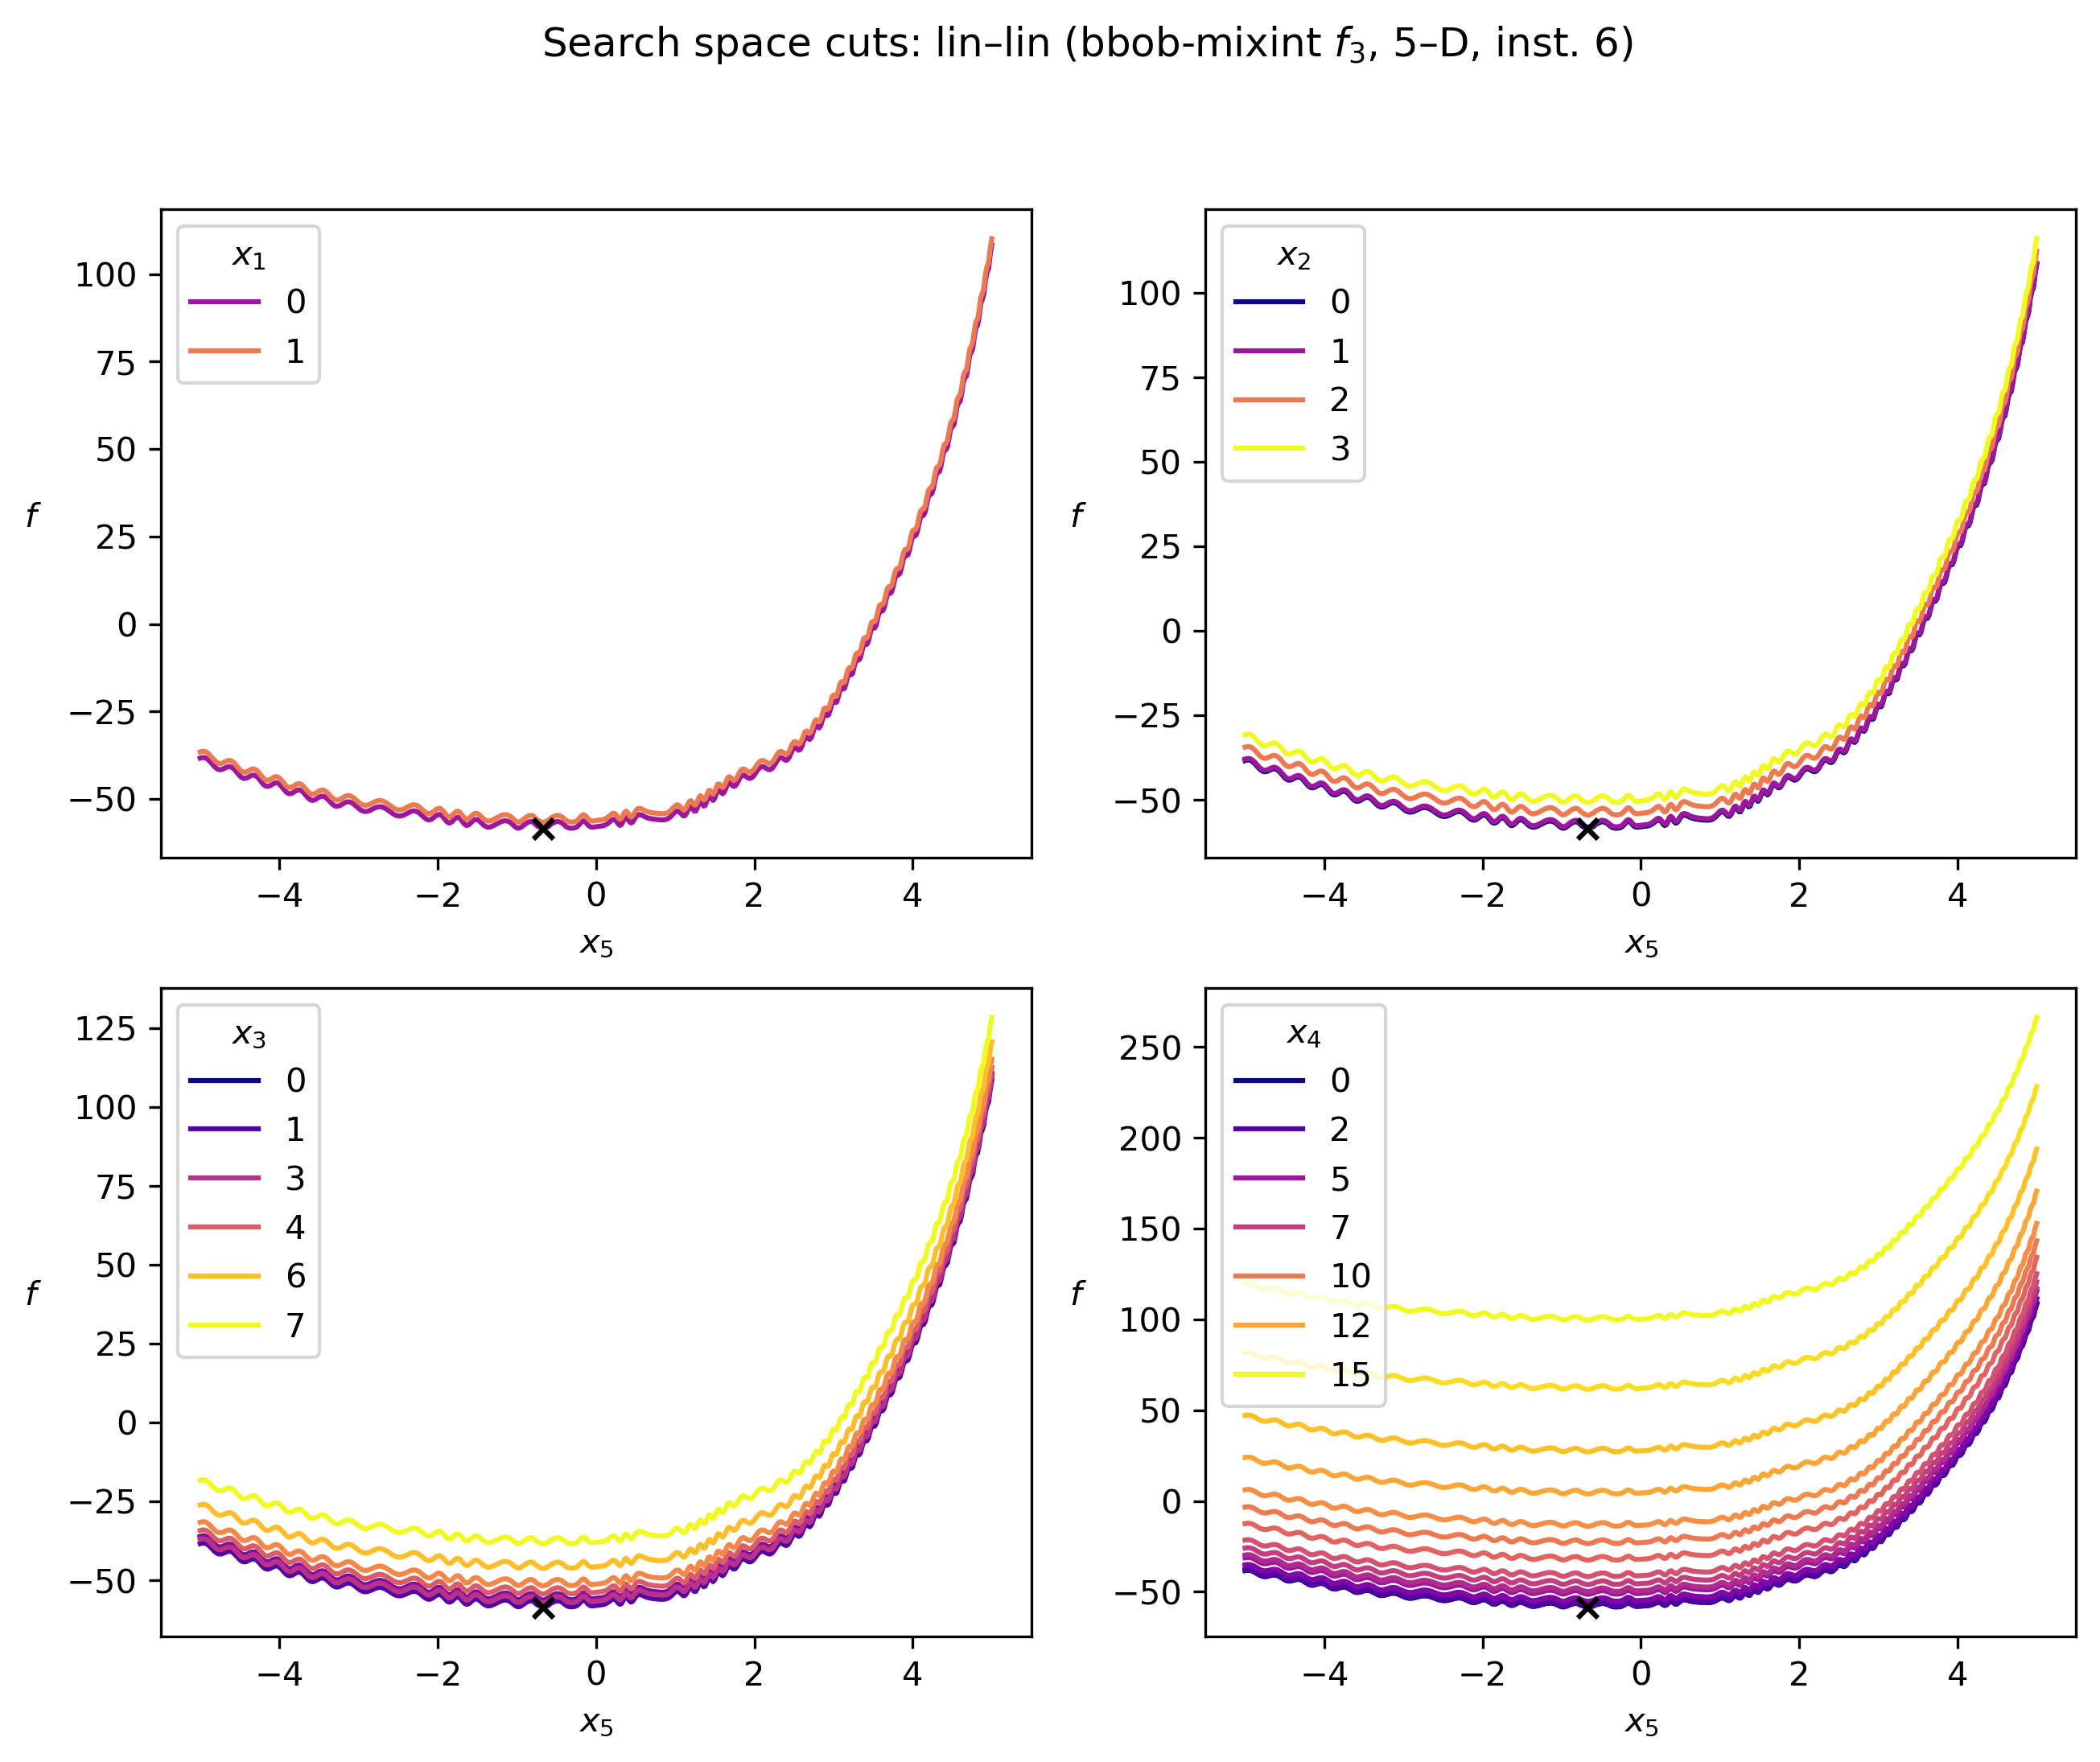 Search space cuts: lin–lin (bbob-mixint f₃, 5–D, inst. 6)
x₁
0
1
100
75
50
25
0
−25
−50
f
−4 −2 0 2 4
x₅
x₂
0
1
2
3
100
75
50
25
0
−25
−50
f
−4 −2 0 2 4
x₅
x₃
0
1
3
4
6
7
125
100
75
50
25
0
−25
−50
f
−4 −2 0 2 4
x₅
x₄
0
2
5
7
10
12
15
250
200
150
100
50
0
−50
f
−4 −2 0 2 4
x₅